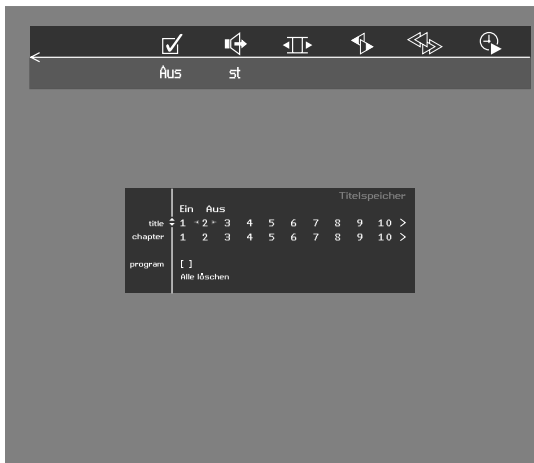 Aus st
Titelspeicher
Ein Aus
title 1 2 3 4 5 6 7 8 9 10 >
chapter 1 2 3 4 5 6 7 8 9 10 >
program [ ]
Alle löschen